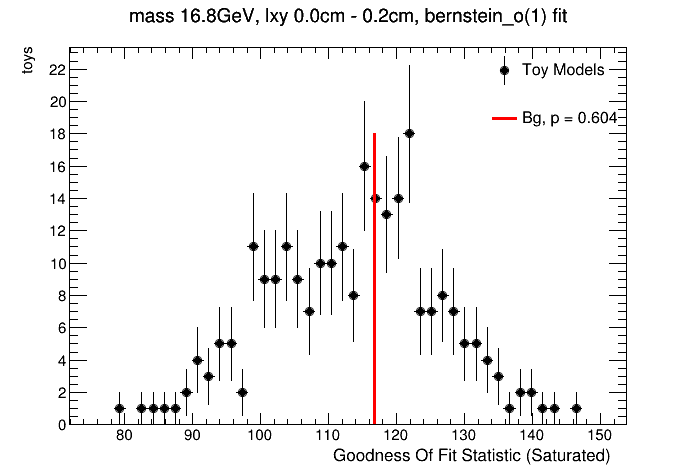 mass 16.8GeV, lxy 0.0cm - 0.2cm, bernstein_o(1) fit
toys
Toy Models
Bg, p = 0.604
22
20
18
16
14
12
10
8
6
4
2
0
80 90 100 110 120 130 140 150
Goodness Of Fit Statistic (Saturated)